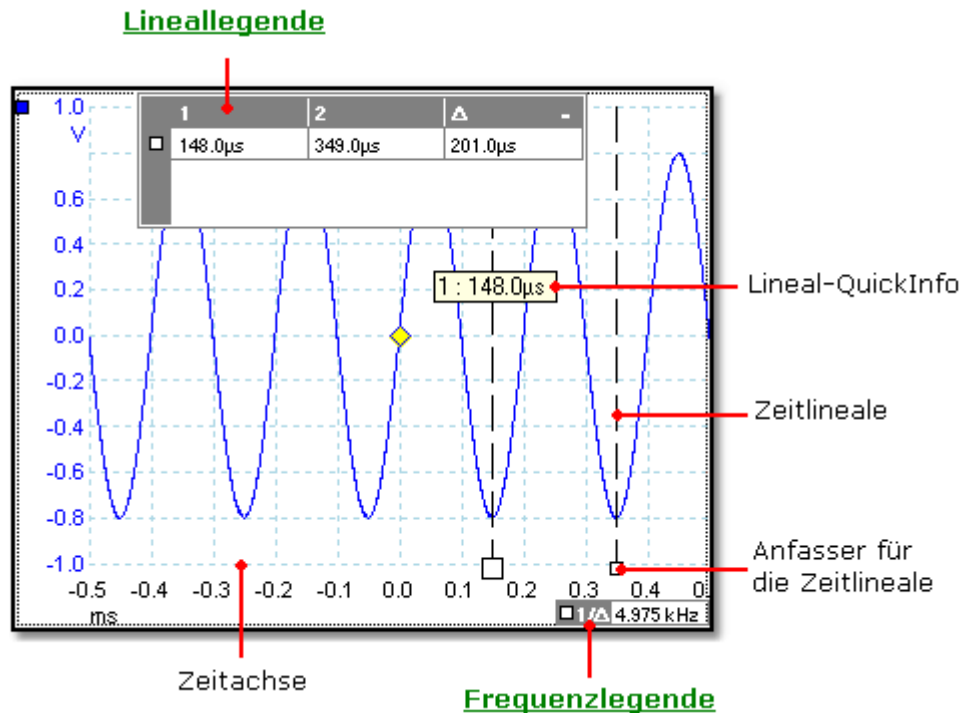 Lineallegende
1 2 Δ -
148.0µs 349.0µs 201.0µs
1.0
V
0.6
0.4
0.2
0.0
-0.2
-0.4
-0.6
-0.8
-1.0
1 : 148.0µs
Lineal-QuickInfo
Zeitlineale
Anfasser für
die Zeitlineale
-0.5 -0.4 -0.3 -0.2 -0.1 0.0 0.1 0.2 0.3 0.4 0
ms
1/Δ 4.975 kHz
Zeitachse
Frequenzlegende